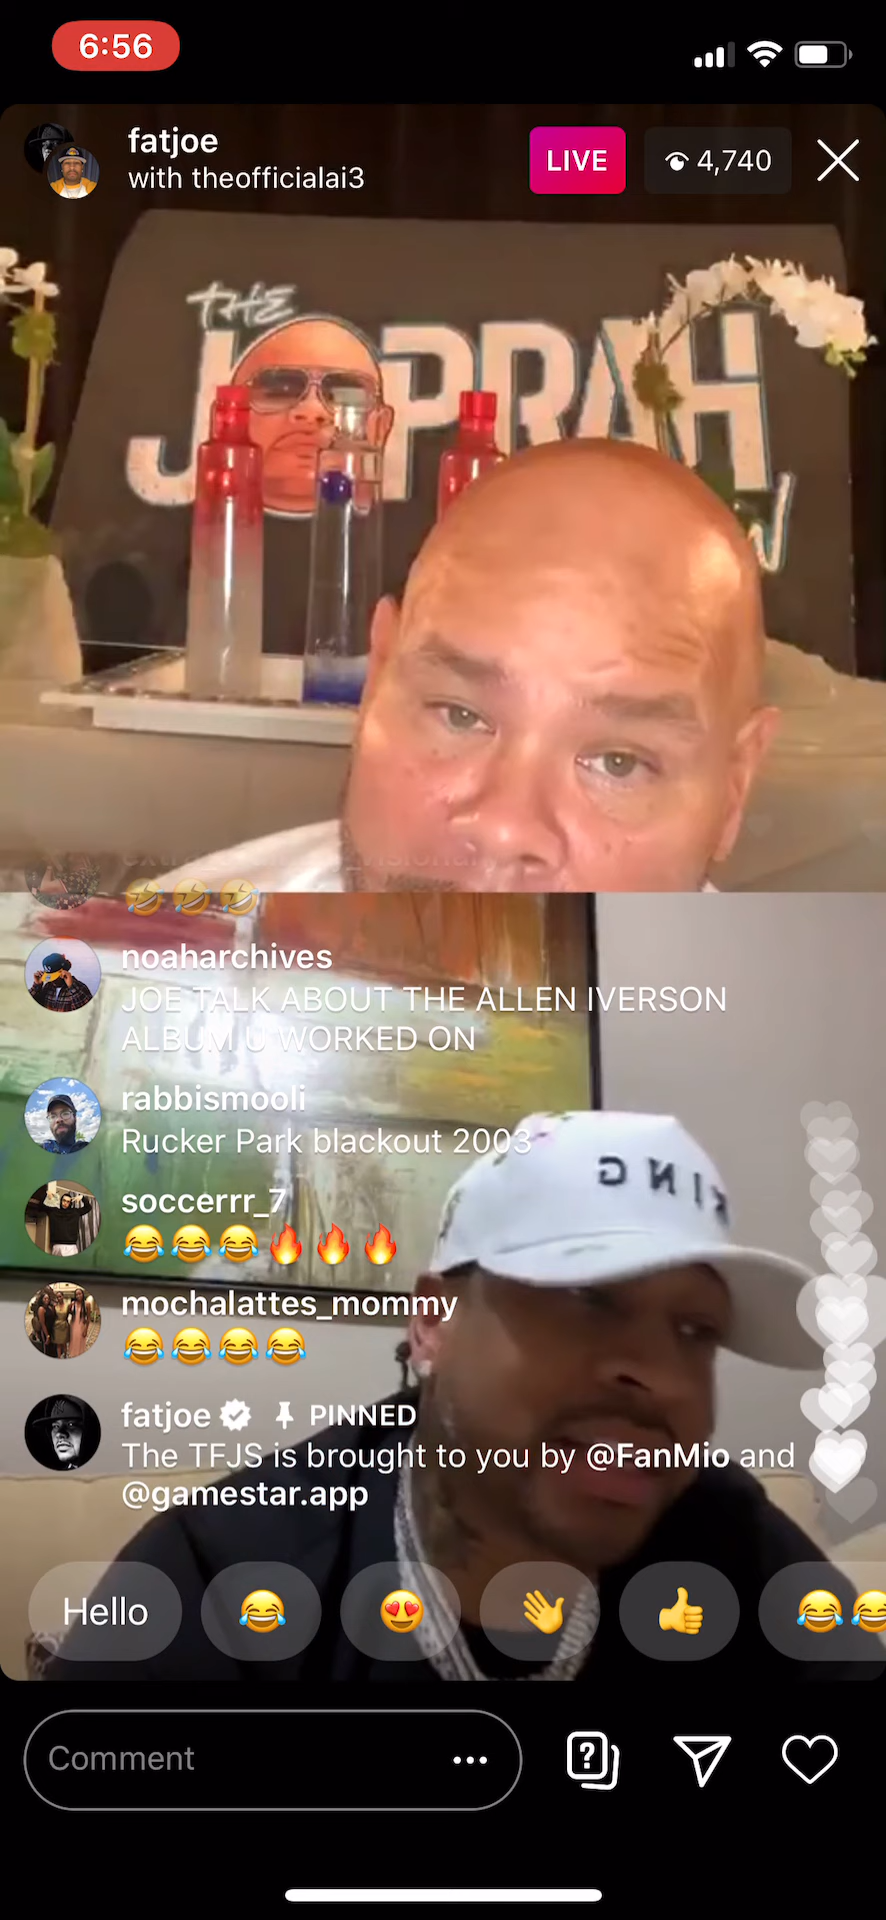 6:56
fatjoe
with theofficialai3
LIVE
4,740
THE
JOPRAH
noaharchives
JOE TALK ABOUT THE ALLEN IVERSON
ALBUM U WORKED ON
rabbismooli
Rucker Park blackout 2003
KING
soccerrr_7
😂😂😂🔥🔥🔥
mochalattes_mommy
😂😂😂😂
fatjoe PINNED
The TFJS is brought to you by @FanMio and
@gamestar.app
Hello
Comment